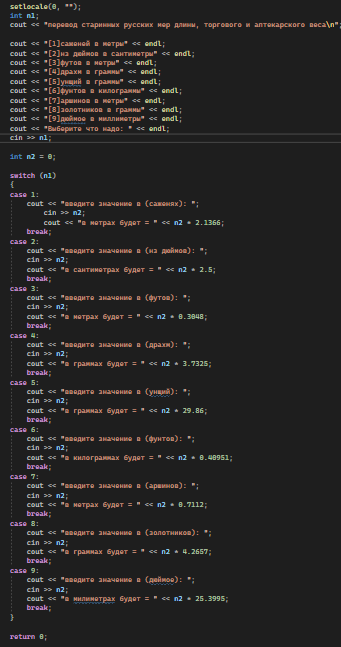 setlocale(0, "");
int n1;
cout << "перевод старинных русских мер длины, торгового и аптекарского веса\n";
cout << "[1]саженей в метры" << endl;
cout << "[2]из дюймов в сантиметры" << endl;
cout << "[3]футов в метры" << endl;
cout << "[4]драхм в граммы" << endl;
cout << "[5]унций в граммы" << endl;
cout << "[6]фунтов в килограммы" << endl;
cout << "[7]аршинов в метры" << endl;
cout << "[8]золотников в граммы" << endl;
cout << "[9]дюймое в миллиметры" << endl;
cout << "Выберите что надо: " << endl;
cin >> n1;
int n2 = 0;
switch (n1)
{
case 1:
cout << "введите значение в (саженях): ";
cin >> n2;
cout << "в метрах будет = " << n2 * 2.1366;
break;
case 2:
cout << "введите значение в (из дюймов): ";
cin >> n2;
cout << "в сантиметрах будет = " << n2 * 2.5;
break;
case 3:
cout << "введите значение в (футов): ";
cin >> n2;
cout << "в метрах будет = " << n2 * 0.3048;
break;
case 4:
cout << "введите значение в (драхм): ";
cin >> n2;
cout << "в граммах будет = " << n2 * 3.7325;
break;
case 5:
cout << "введите значение в (унций): ";
cin >> n2;
cout << "в граммах будет = " << n2 * 29.86;
break;
case 6:
cout << "введите значение в (фунтов): ";
cin >> n2;
cout << "в килограммах будет = " << n2 * 0.40951;
break;
case 7:
cout << "введите значение в (аршинов): ";
cin >> n2;
cout << "в метрах будет = " << n2 * 0.7112;
break;
case 8:
cout << "введите значение в (золотников): ";
cin >> n2;
cout << "в граммах будет = " << n2 * 4.2657;
break;
case 9:
cout << "введите значение в (дюймое): ";
cin >> n2;
cout << "в милиметрах будет = " << n2 * 25.3995;
break;
}
return 0;